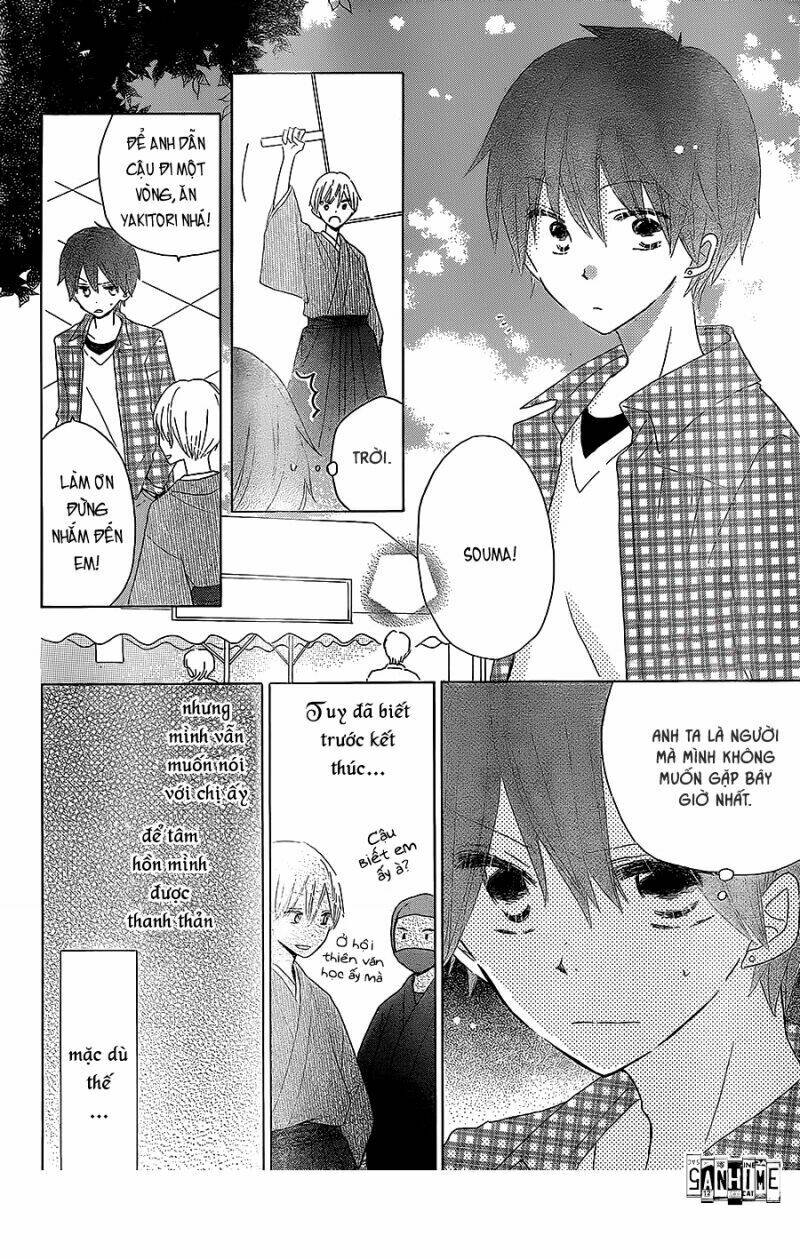 SOUMA!
TRỜI.
ĐỂ ANH DẪN
CẬU ĐI MỘT
VÒNG, ĂN
YAKITORI NHÁ!
LÀM ƠN
ĐỪNG
NHẮM ĐẾN
EM!
ANH TA LÀ NGƯỜI
MÀ MÌNH KHÔNG
MUỐN GẶP BÂY
GIỜ NHẤT.
Tuy đã biết
trước kết
thúc...
Cậu
Biết em
ấy à?
Ở hội
thiên văn
học ấy mà
nhưng
mình vẫn
muốn nói
với chị ấy
để tâm
hồn mình
được
thanh thản
mặc dù
thế
...
SANHIME